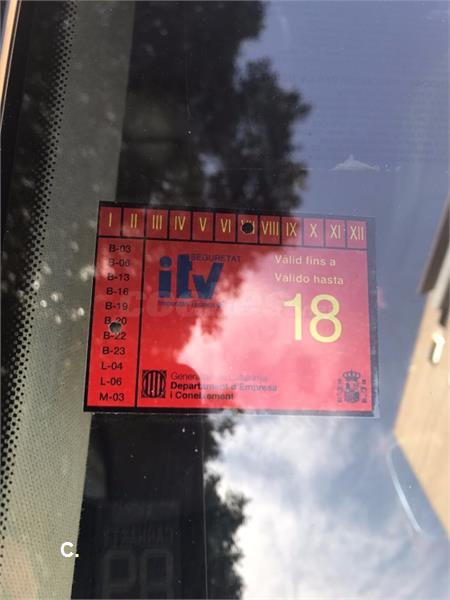 I II III IV V VI VIII IX X XI XII
B-03
B-06
B-13
B-16
B-19
B-20
B-22
B-23
L-04
L-06
M-03
SEGURETAT
itv
Vàlid fins a
Válido hasta
18
Generalitat de Catalunya
Departament d'Empresa
i Coneixement
C.